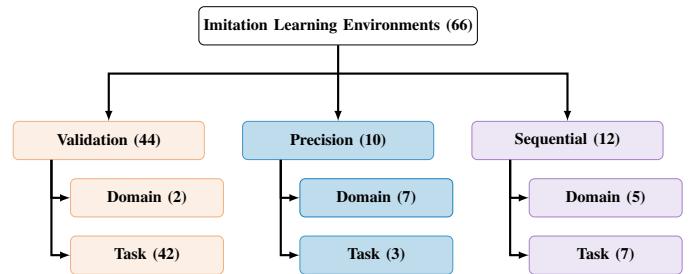 Imitation Learning Environments (66)
Validation (44)
Precision (10)
Sequential (12)
Domain (2)
Domain (7)
Domain (5)
Task (42)
Task (3)
Task (7)